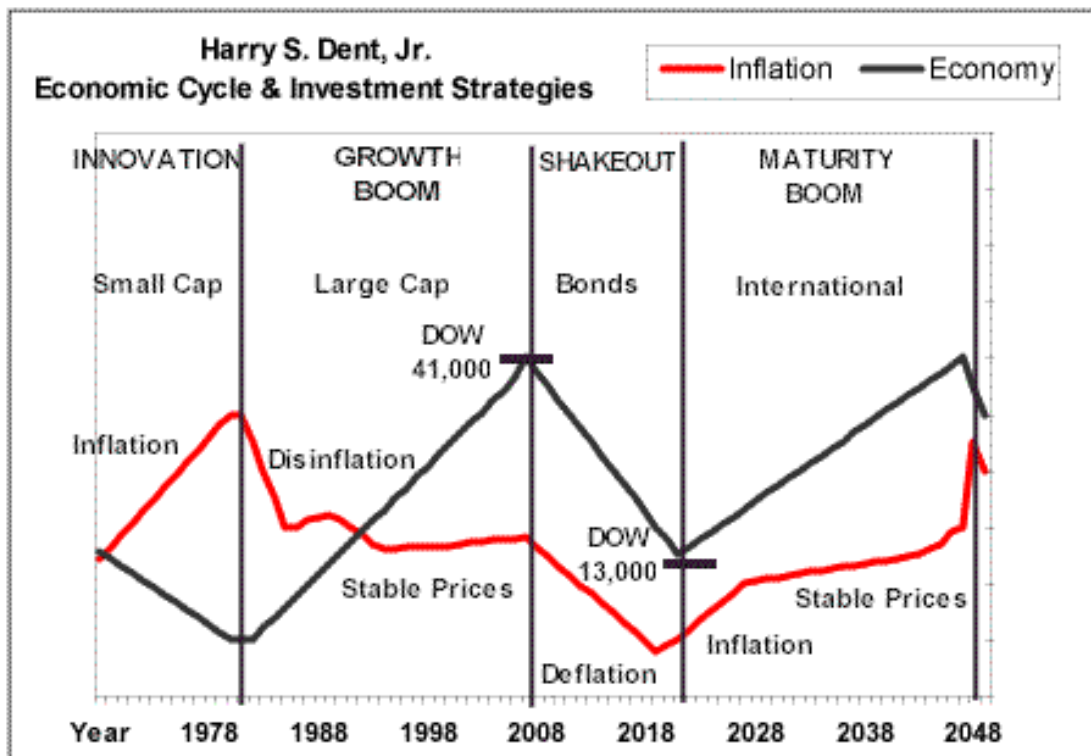 Harry S. Dent, Jr.
Economic Cycle & Investment Strategies
Inflation
Economy
INNOVATION
GROWTH
BOOM
SHAKEOUT
MATURITY
BOOM
Small Cap
Large Cap
Bonds
International
DOW
41,000
Inflation
Disinflation
DOW
13,000
Stable Prices
Stable Prices
Inflation
Deflation
Year 1978 1988 1998 2008 2018 2028 2038 2048